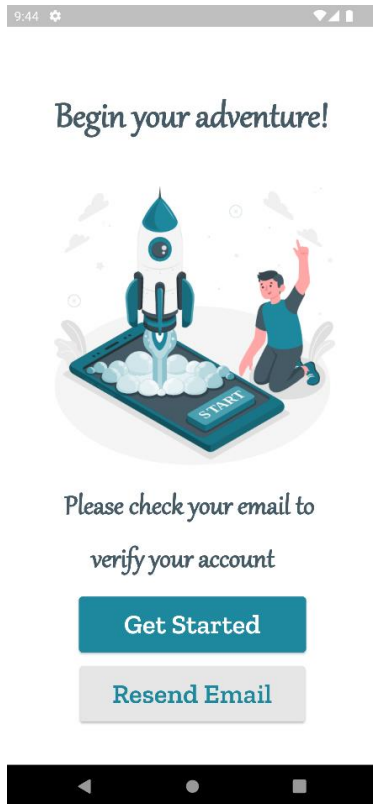 9:44
Begin your adventure!
START
Please check your email to
verify your account
Get Started
Resend Email